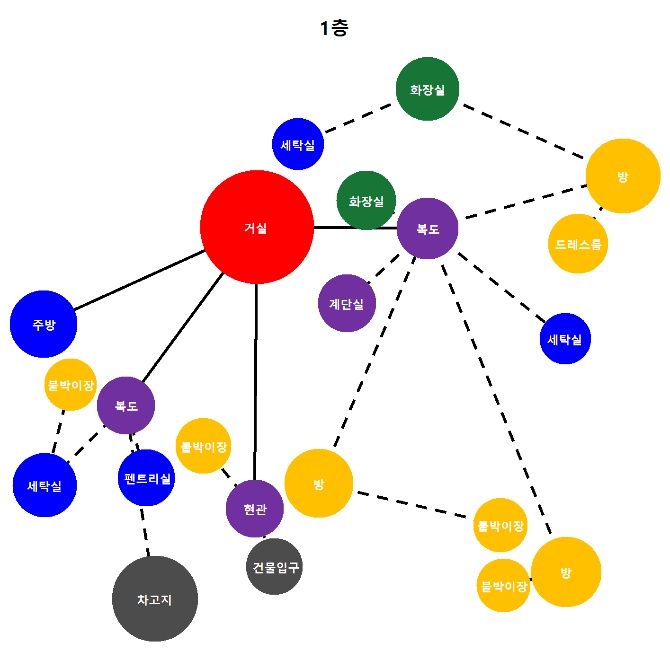 1층
화장실
세탁실
방
화장실
거실
복도
드레스룸
계단실
주방
세탁실
붙박이장
복도
붙박이장
펜트리실
세탁실
방
현관
붙박이장
건물입구
방
붙박이장
차고지